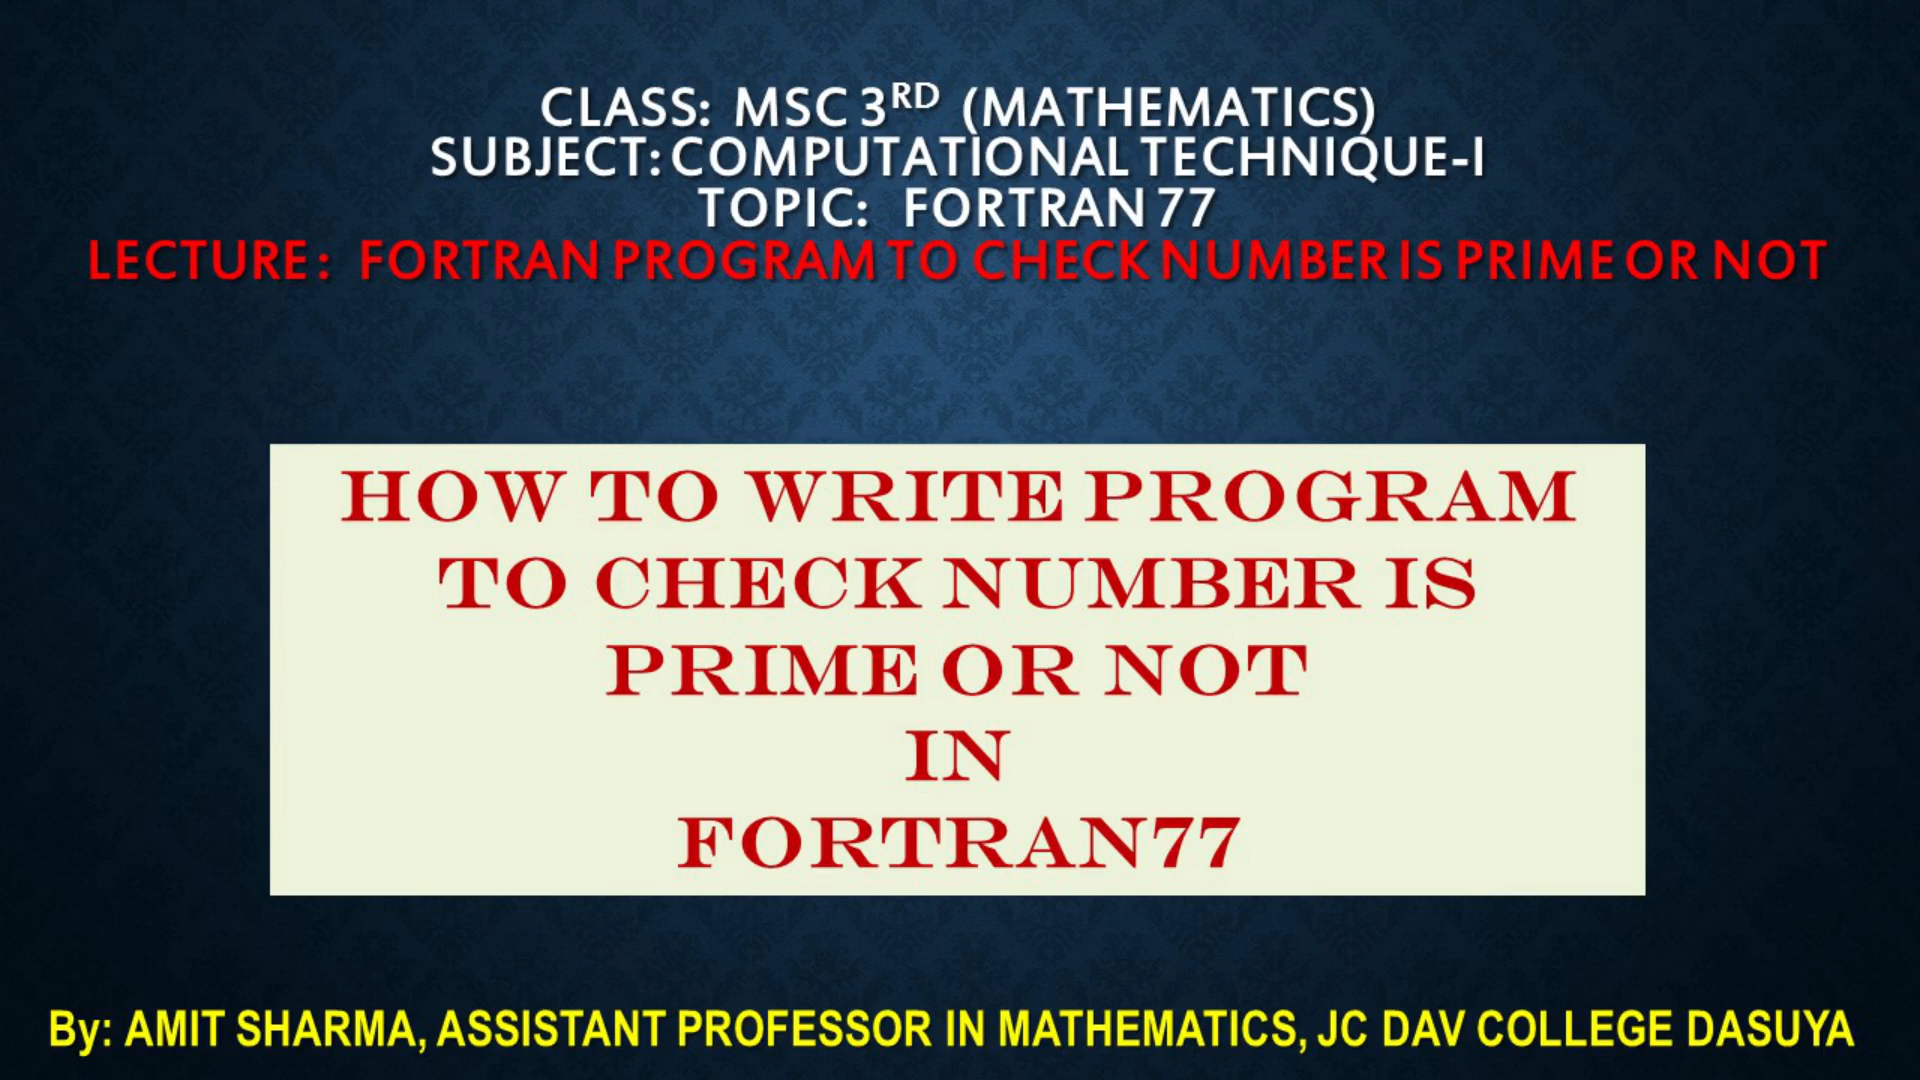 CLASS: MSC 3RD (MATHEMATICS)
SUBJECT: COMPUTATIONAL TECHNIQUE-I
TOPIC: FORTRAN 77
LECTURE: FORTRAN PROGRAM TO CHECK NUMBER IS PRIME OR NOT
HOW TO WRITE PROGRAM
TO CHECK NUMBER IS
PRIME OR NOT
IN
FORTRAN77
By: AMIT SHARMA, ASSISTANT PROFESSOR IN MATHEMATICS, JC DAV COLLEGE DASUYA